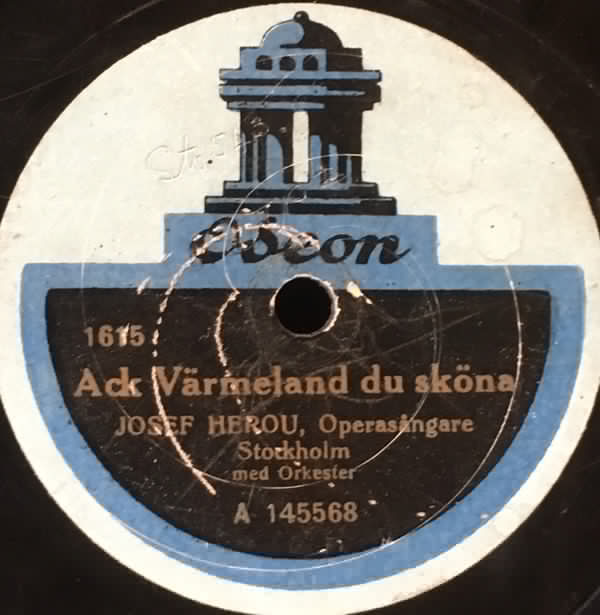 Odeon
1615
Ack Värmeland du sköna
JOSEF HEROU, Operasångare
Stockholm
med Orkester
A 145568